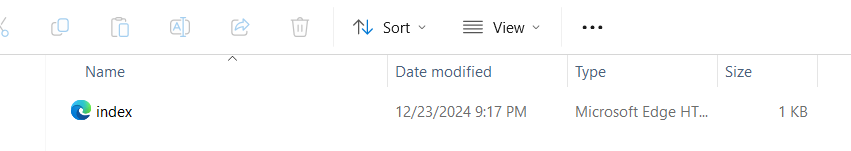 Sort View •••
Name Date modified Type Size
index 12/23/2024 9:17 PM Microsoft Edge HT... 1 KB